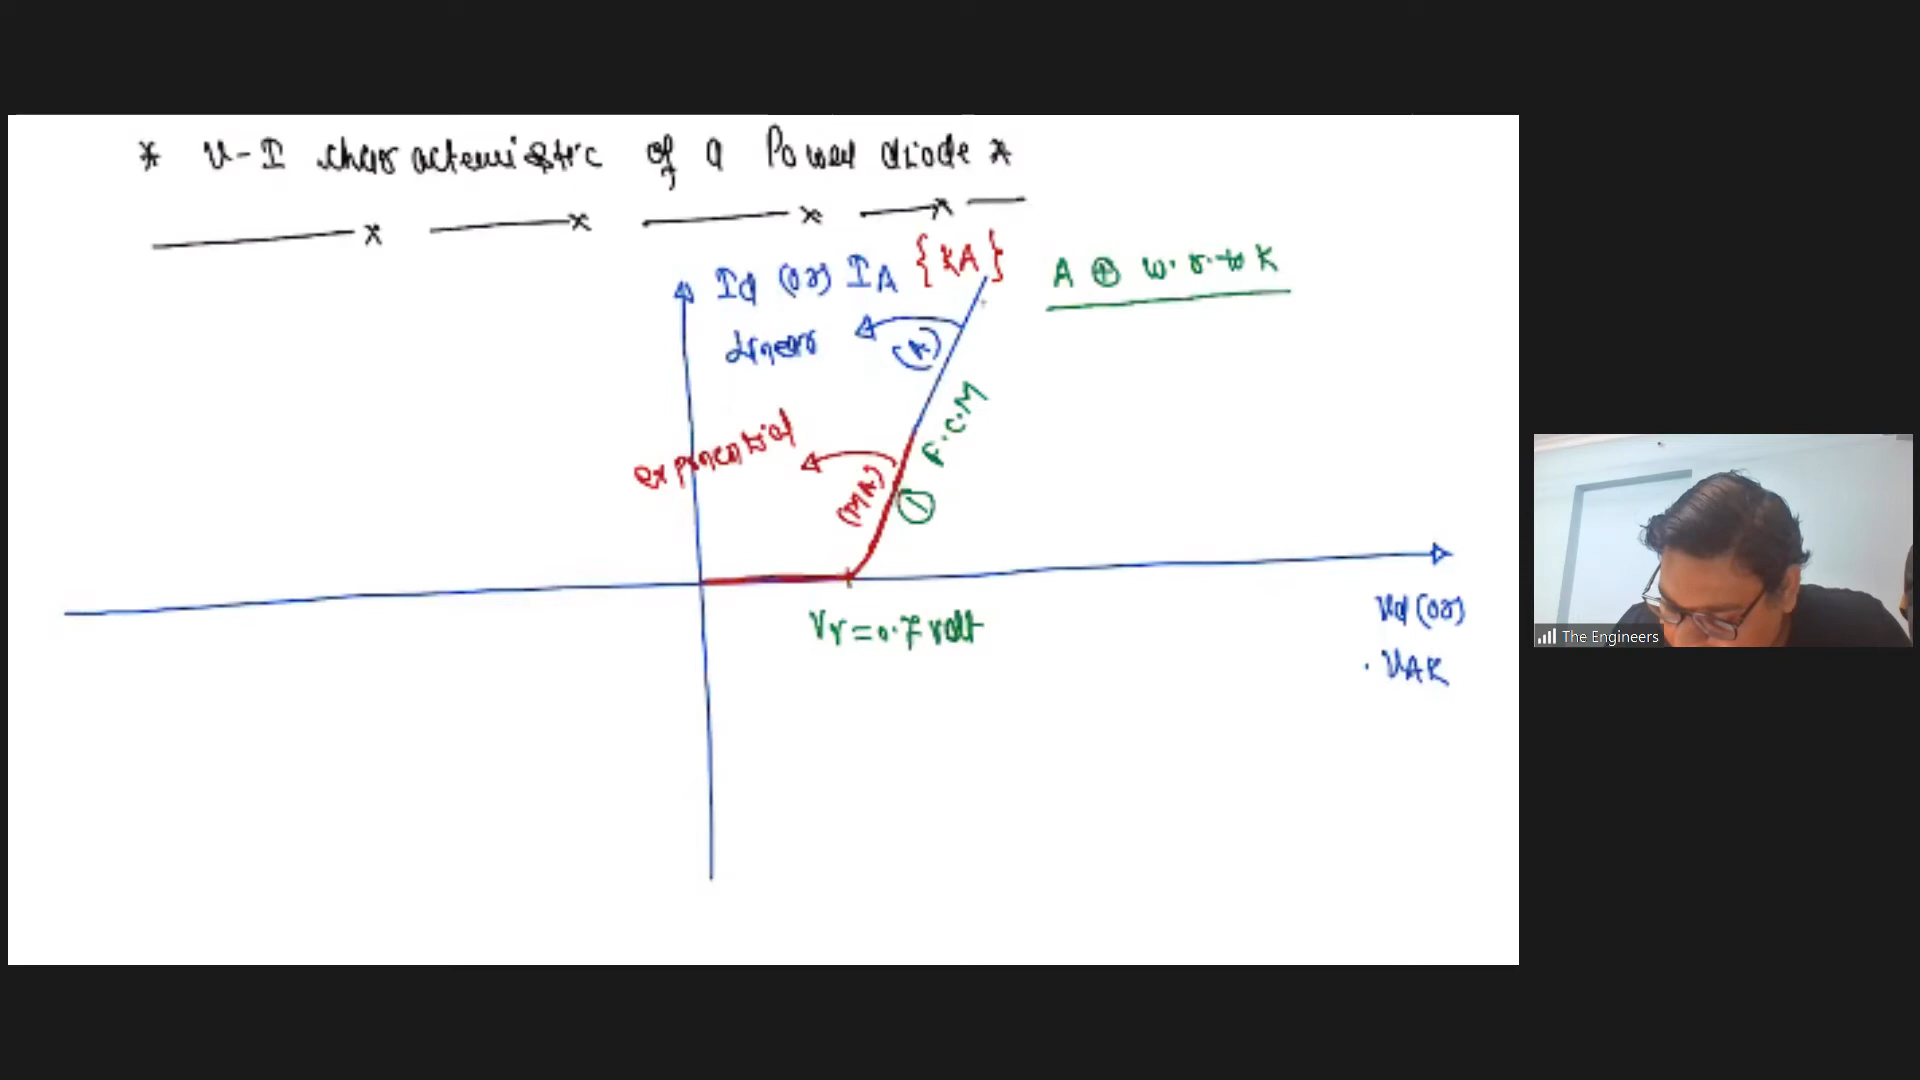 * V-I characteristic of a Power diode *
Id (or) IA {KA}
A ⊕ w.r.to K
linear
(A)
F.C.M
exponential
(mA)
①
Vr = 0.7 volt
Vd (or)
VAK
The Engineers